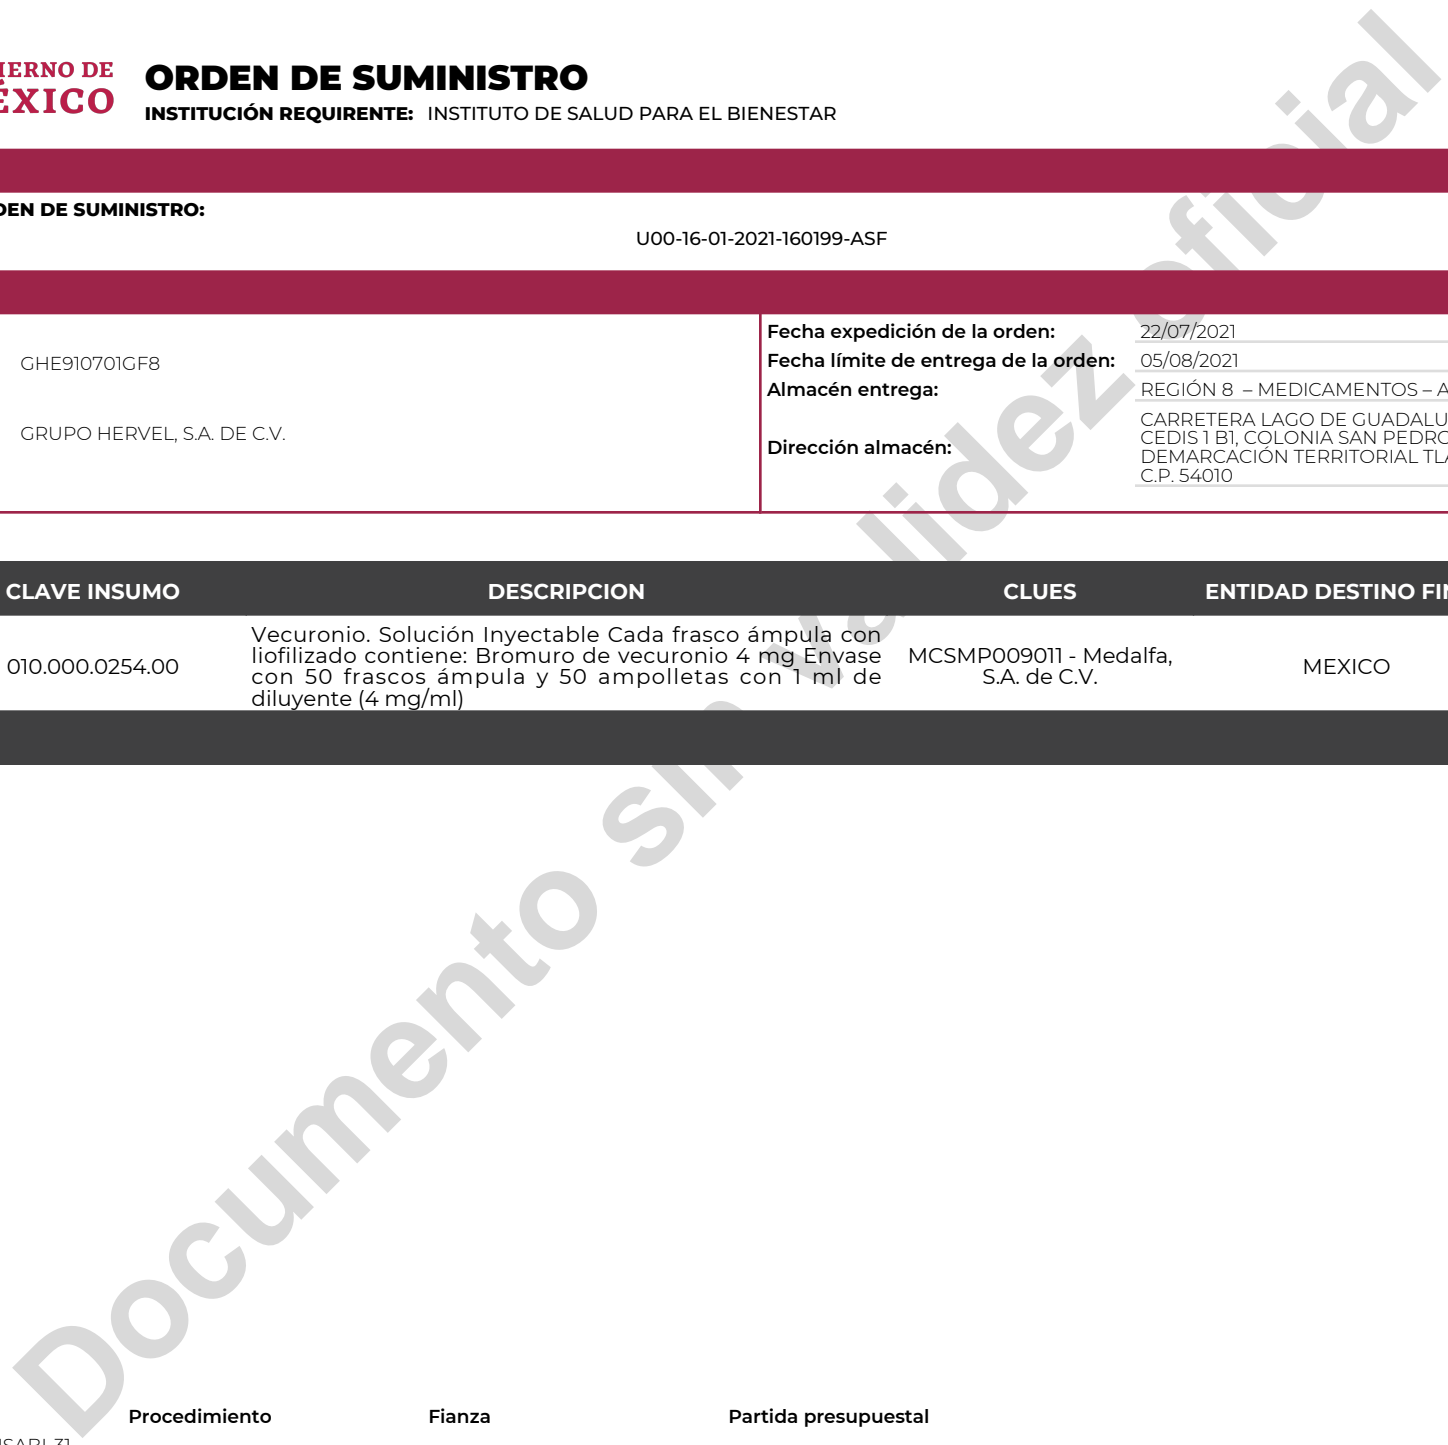 IERNO DE
ÉXICO
ORDEN DE SUMINISTRO
INSTITUCIÓN REQUIRENTE: INSTITUTO DE SALUD PARA EL BIENESTAR
DEN DE SUMINISTRO:
U00-16-01-2021-160199-ASF
GHE910701GF8
GRUPO HERVEL, S.A. DE C.V.
Fecha expedición de la orden: 22/07/2021
Fecha límite de entrega de la orden: 05/08/2021
Almacén entrega: REGIÓN 8 – MEDICAMENTOS – A
Dirección almacén:
CARRETERA LAGO DE GUADALU
CEDIS 1 B1, COLONIA SAN PEDRO
DEMARCACIÓN TERRITORIAL TLA
C.P. 54010
CLAVE INSUMO DESCRIPCION CLUES ENTIDAD DESTINO FIN
010.000.0254.00
Vecuronio. Solución Inyectable Cada frasco ámpula con
liofilizado contiene: Bromuro de vecuronio 4 mg Envase
con 50 frascos ámpula y 50 ampolletas con 1 ml de
diluyente (4 mg/ml)
MCSMP009011 - Medalfa,
S.A. de C.V.
MEXICO
Documento sin validez oficial
Procedimiento Fianza Partida presupuestal